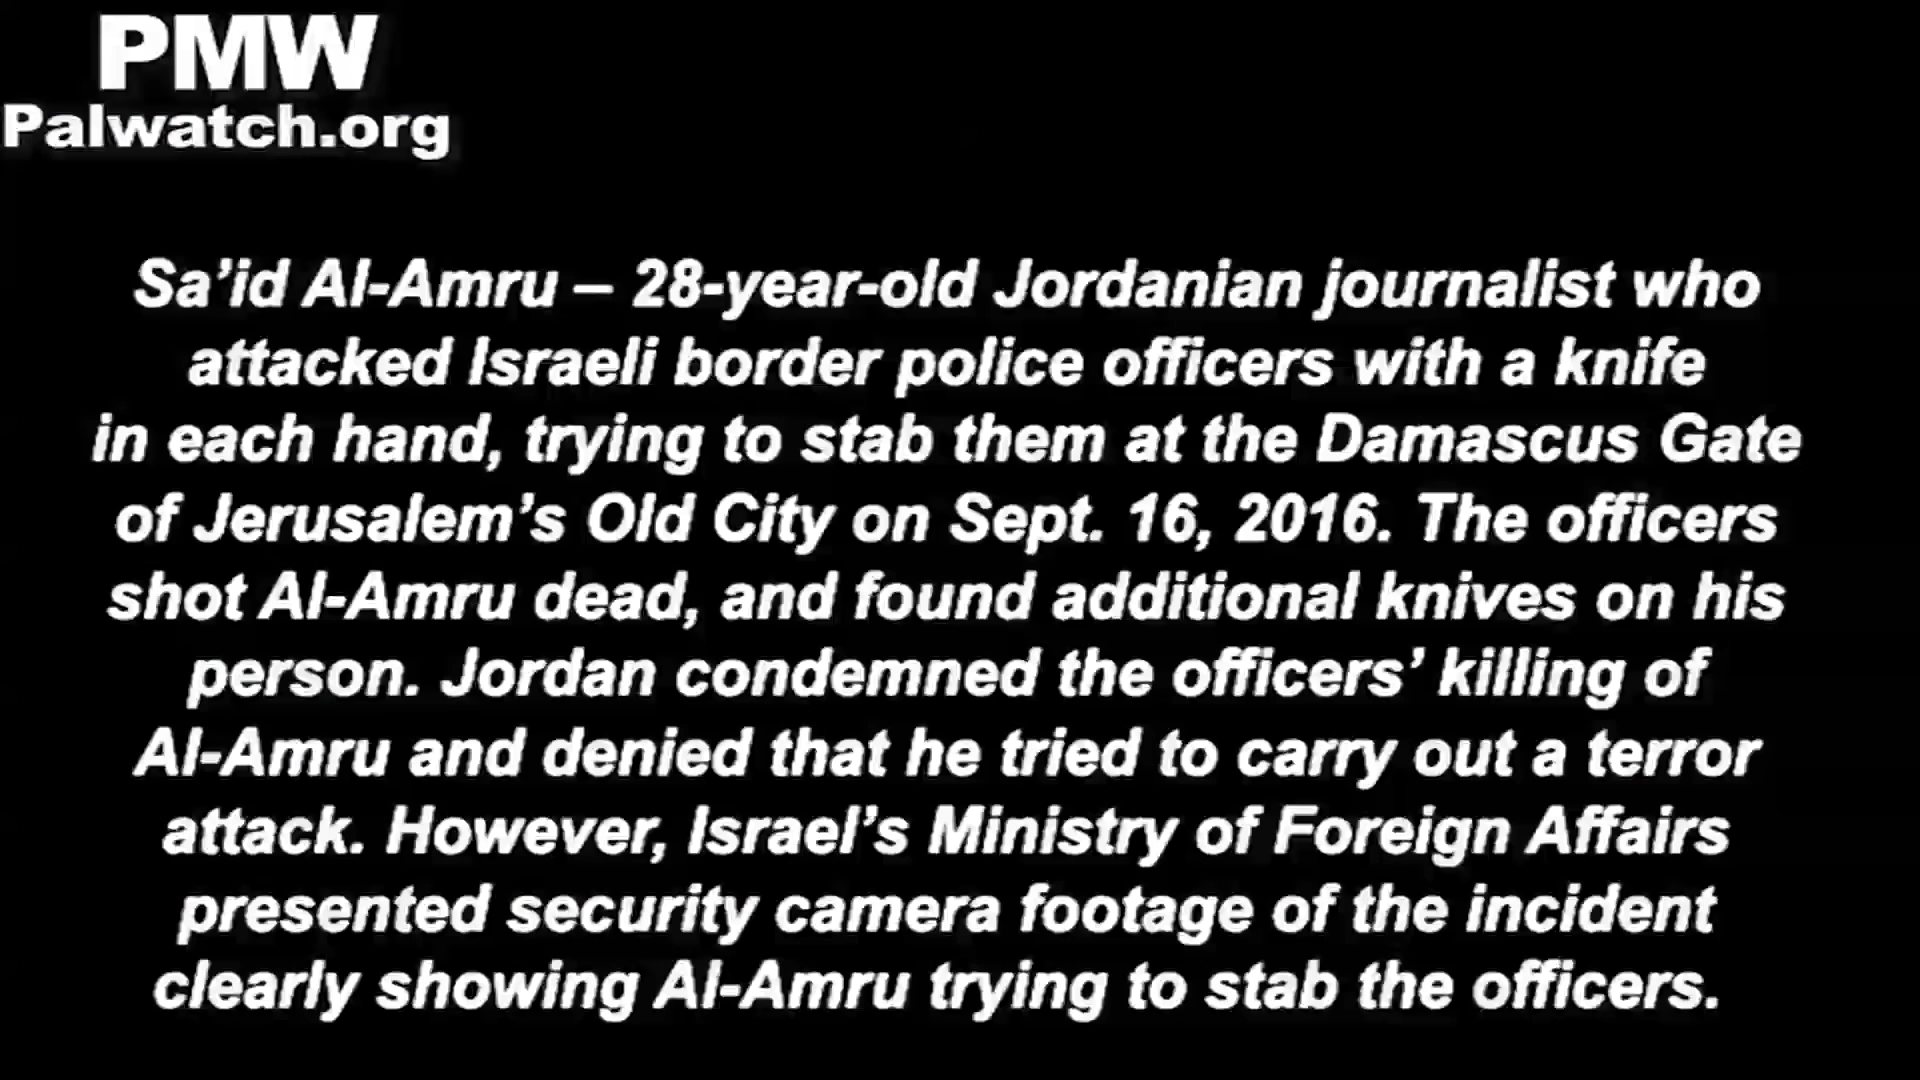 PMW
Palwatch.org
Sa’id Al-Amru – 28-year-old Jordanian journalist who
attacked Israeli border police officers with a knife
in each hand, trying to stab them at the Damascus Gate
of Jerusalem’s Old City on Sept. 16, 2016. The officers
shot Al-Amru dead, and found additional knives on his
person. Jordan condemned the officers’ killing of
Al-Amru and denied that he tried to carry out a terror
attack. However, Israel’s Ministry of Foreign Affairs
presented security camera footage of the incident
clearly showing Al-Amru trying to stab the officers.